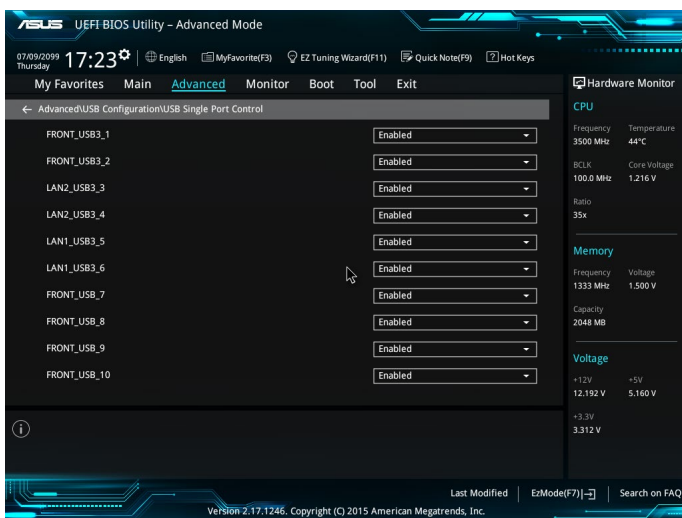 ASUS UEFI BIOS Utility – Advanced Mode
07/09/2099
Thursday
17:23
English
MyFavorite(F3)
EZ Tuning Wizard(F11)
Quick Note(F9)
? Hot Keys
My Favorites Main Advanced Monitor Boot Tool Exit
← Advanced\USB Configuration\USB Single Port Control
FRONT_USB3_1 Enabled
FRONT_USB3_2 Enabled
LAN2_USB3_3 Enabled
LAN2_USB3_4 Enabled
LAN1_USB3_5 Enabled
LAN1_USB3_6 Enabled
FRONT_USB_7 Enabled
FRONT_USB_8 Enabled
FRONT_USB_9 Enabled
FRONT_USB_10 Enabled
Hardware Monitor
CPU
Frequency Temperature
3500 MHz 44°C
BCLK Core Voltage
100.0 MHz 1.216 V
Ratio
35x
Memory
Frequency Voltage
1333 MHz 1.500 V
Capacity
2048 MB
Voltage
+12V +5V
12.192 V 5.160 V
+3.3V
3.312 V
Last Modified
EzMode(F7)
Search on FAQ
Version 2.17.1246. Copyright (C) 2015 American Megatrends, Inc.